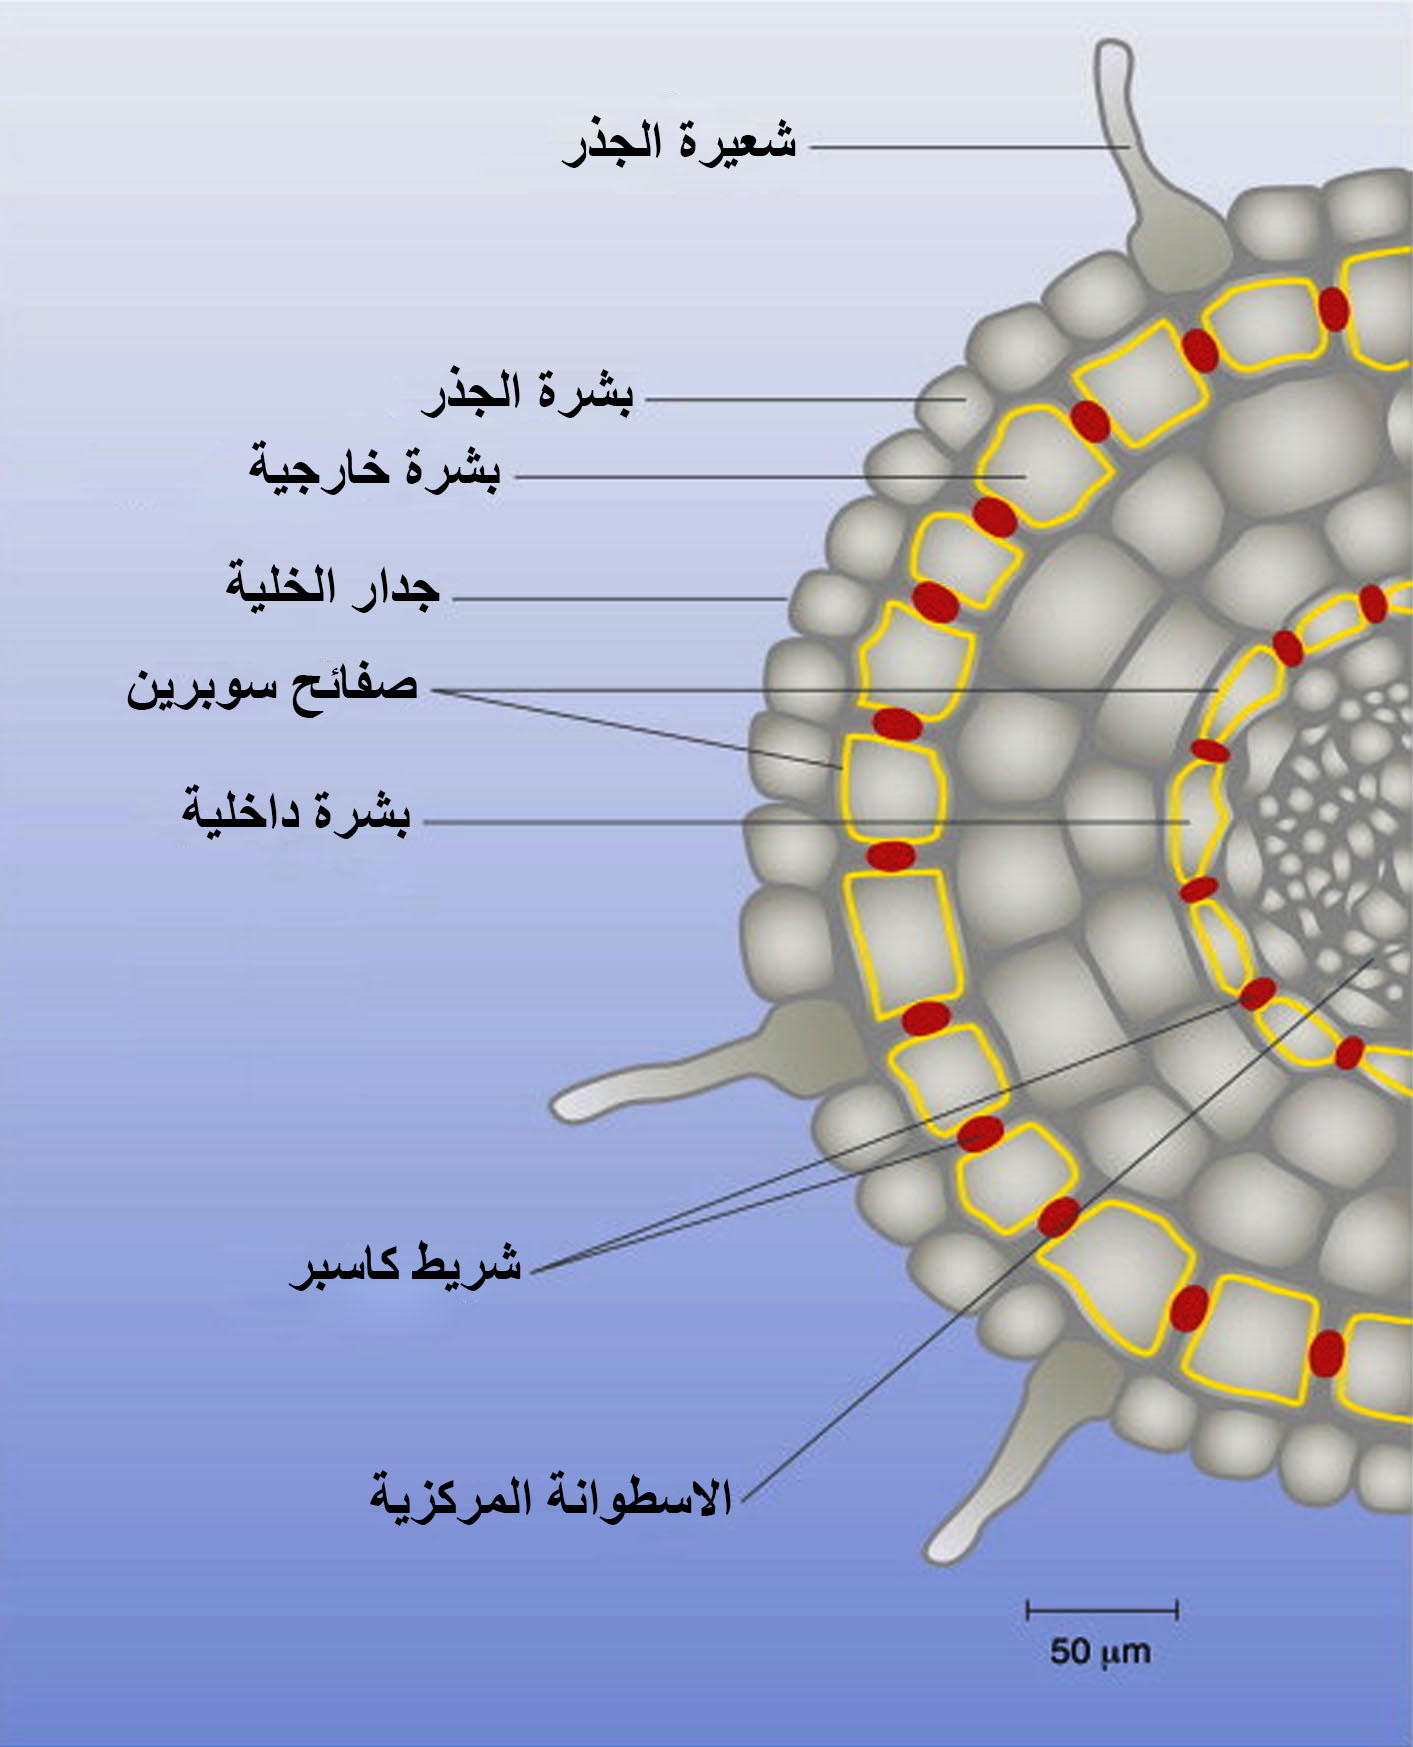 شعيرة الجذر
بشرة الجذر
بشرة خارجية
جدار الخلية
صفائح سوبرين
بشرة داخلية
شريط كاسبر
الاسطوانة المركزية
50 μm